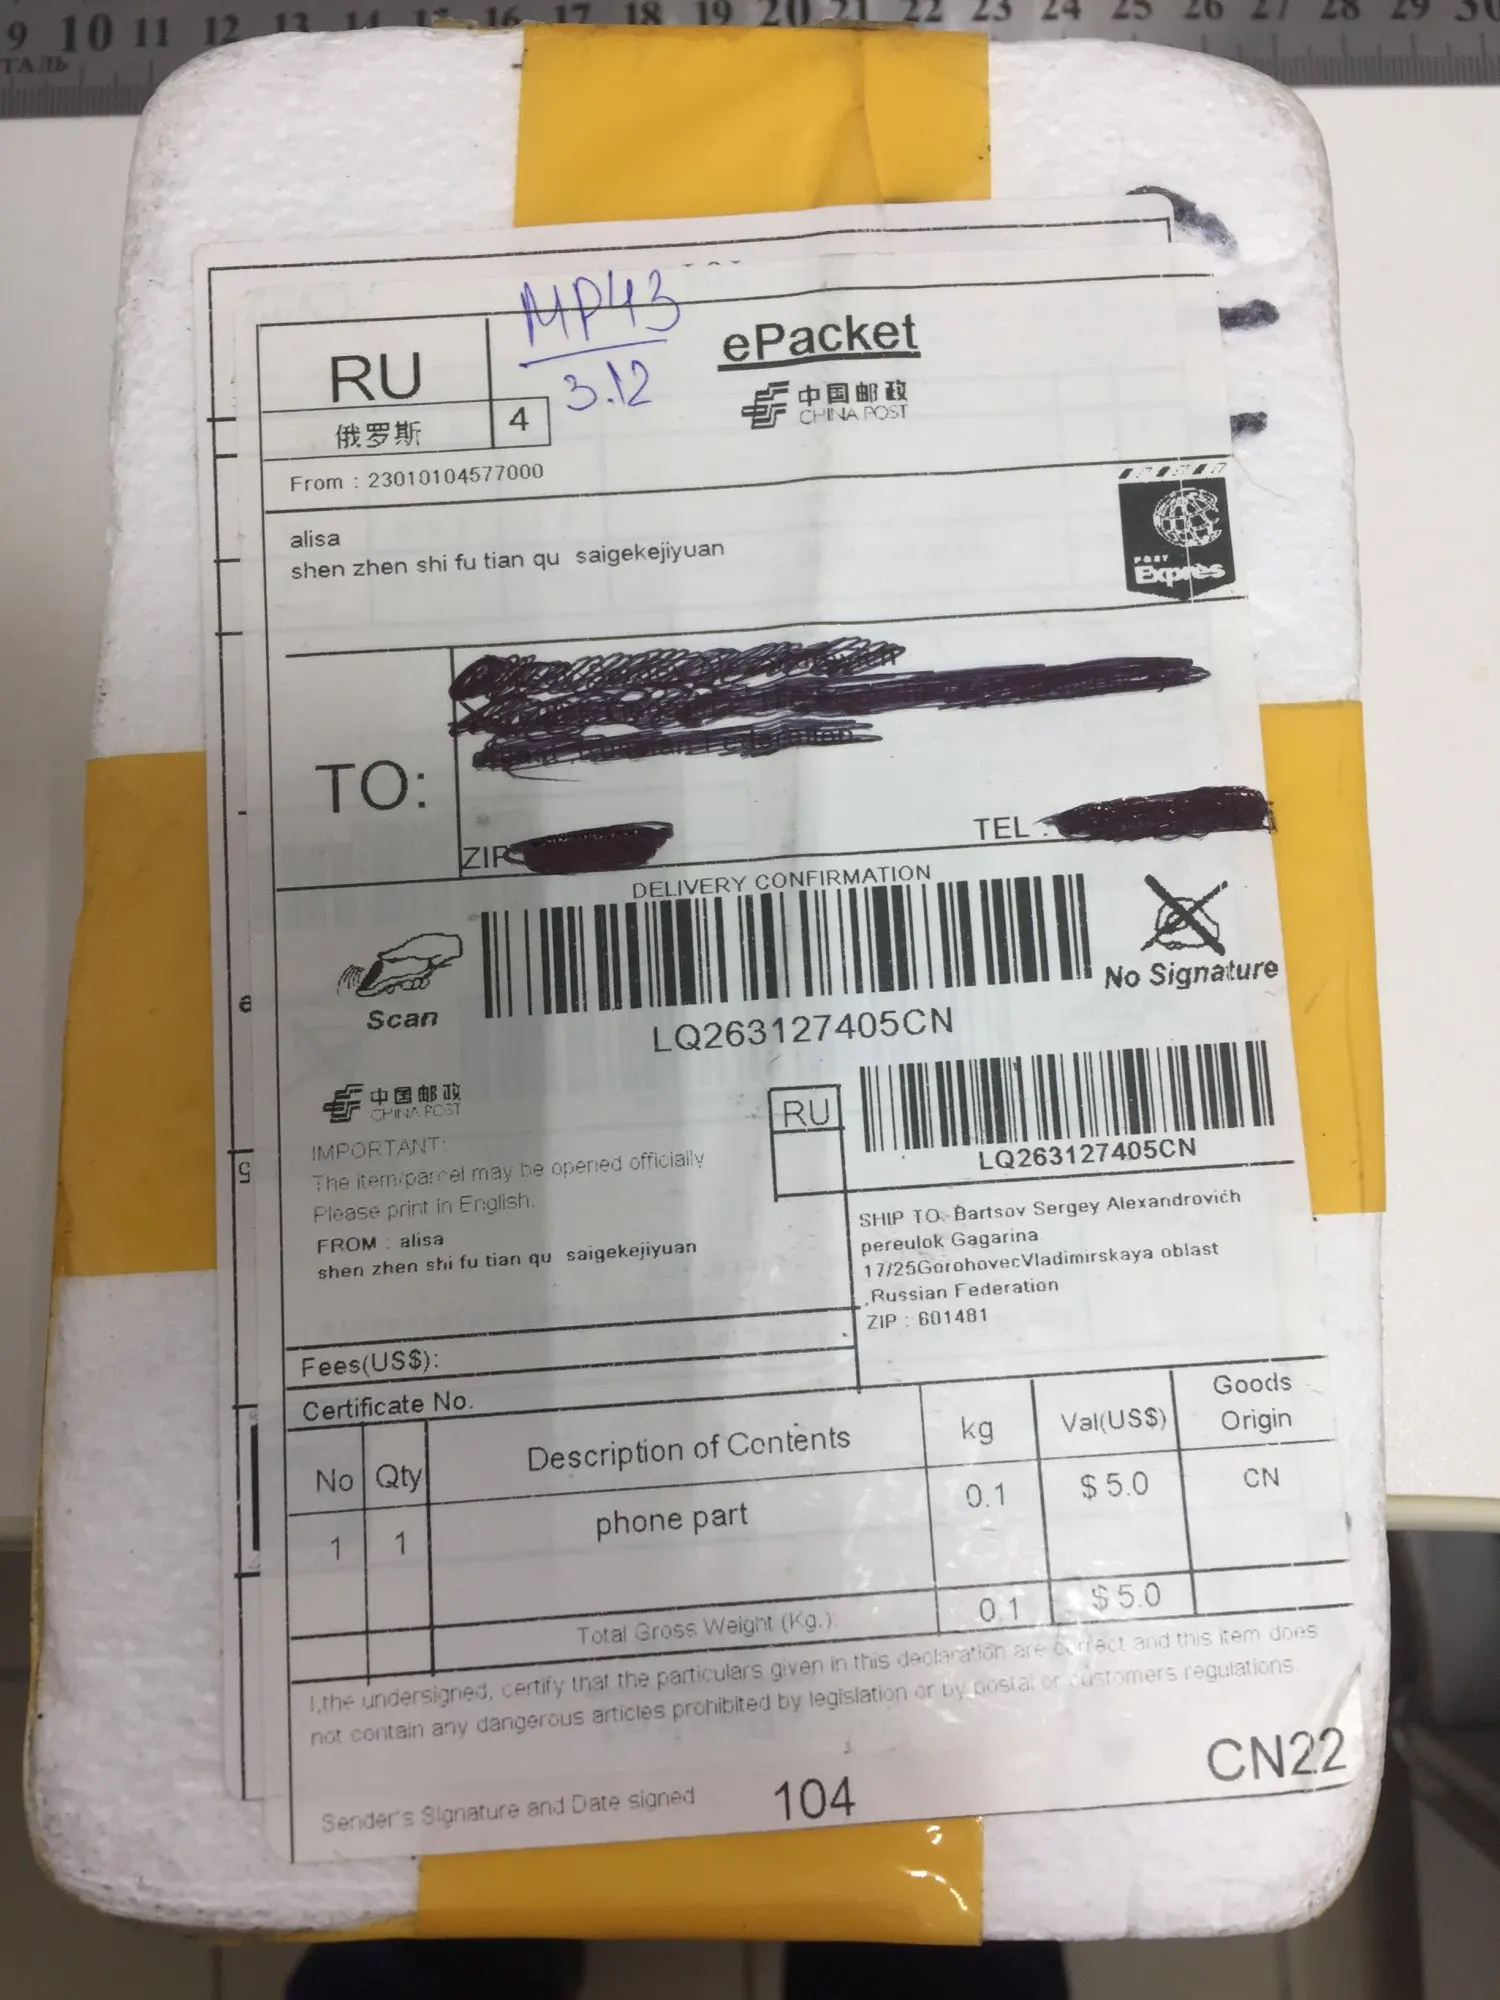 9 10 11 12 13 14 15 16 17 18 19 20 21 22 23 24 25 26 27 28 29 30
ТАЛЬ
МР43
3.12
ePacket
RU
俄罗斯
4
中国邮政
CHINA POST
From : 23010104577000
alisa
shen zhen shi fu tian qu saigekejiyuan
POST
Expres
TO:
ZIP
TEL :
DELIVERY CONFIRMATION
Scan
No Signature
LQ263127405CN
中国邮政
CHINA POST
RU
LQ263127405CN
IMPORTANT:
The item/parcel may be opened officially
Please print in English.
FROM : alisa
shen zhen shi fu tian qu saigekejiyuan
SHIP TO: Bartsov Sergey Alexandrovich
pereulok Gagarina
17/25GorohovecVladimirskaya oblast
,Russian Federation
ZIP : 601481
Fees(US$):
Certificate No.
No Qty Description of Contents kg Val(US$) Goods Origin
1 1 phone part 0.1 $ 5.0 CN
Total Gross Weight (Kg.): 0.1 $ 5.0
I,the undersigned, certify that the particulars given in this declaration are correct and this item does
not contain any dangerous articles prohibited by legislation or by postal or customers regulations.
Sender's Signature and Date signed
104
CN22